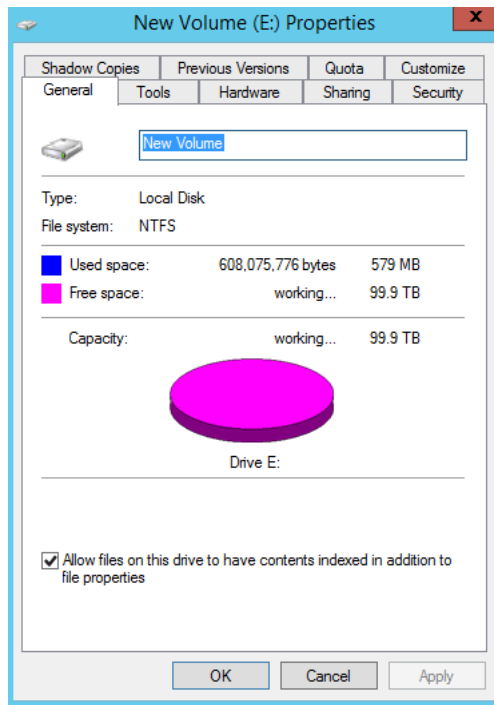 New Volume (E:) Properties
x
Shadow Copies Previous Versions Quota Customize
General Tools Hardware Sharing Security
New Volume
Type: Local Disk
File system: NTFS
Used space: 608,075,776 bytes 579 MB
Free space: working... 99.9 TB
Capacity: working... 99.9 TB
Drive E:
Allow files on this drive to have contents indexed in addition to
file properties
OK Cancel Apply